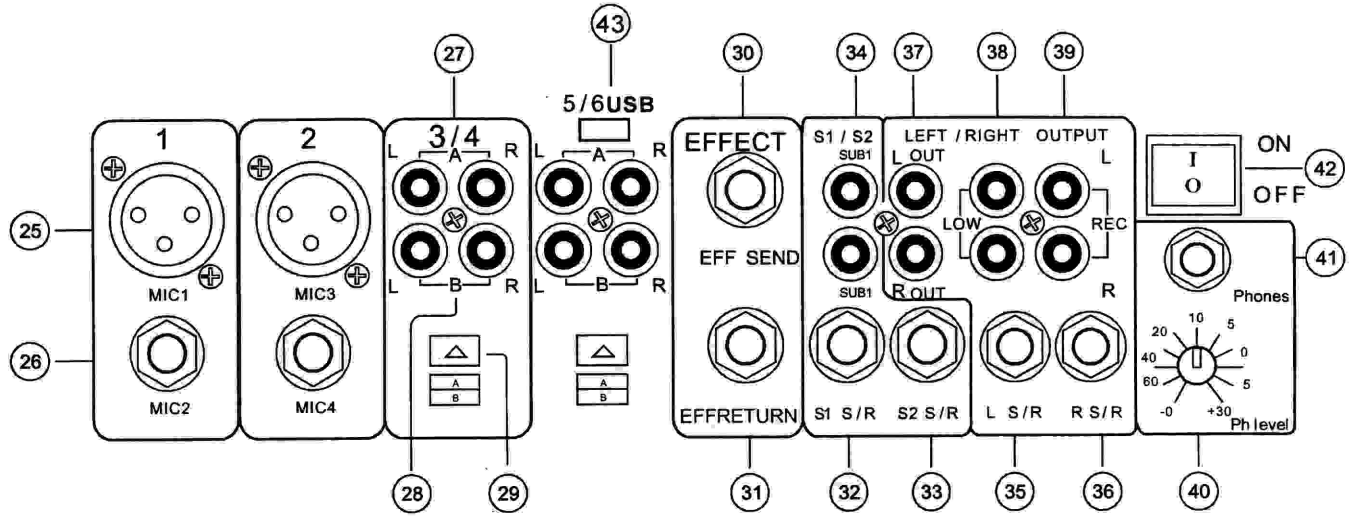 43
27
30
34
37
38
39
5/6USB
1
2
3/4
L A R
L A R
EFFECT
S1 / S2
LEFT / RIGHT OUTPUT
SUB1
L OUT
L
I
O
ON
OFF
42
25
LOW
REC
EFF SEND
MIC1
MIC3
L B R
L B R
SUB1
R OUT
R
41
Phones
26
A
B
A
B
20 10 5
40 0
60 5
-0 +30
MIC2
MIC4
EFFRETURN
S1 S/R
S2 S/R
L S/R
R S/R
Ph level
28
29
31
32
33
35
36
40